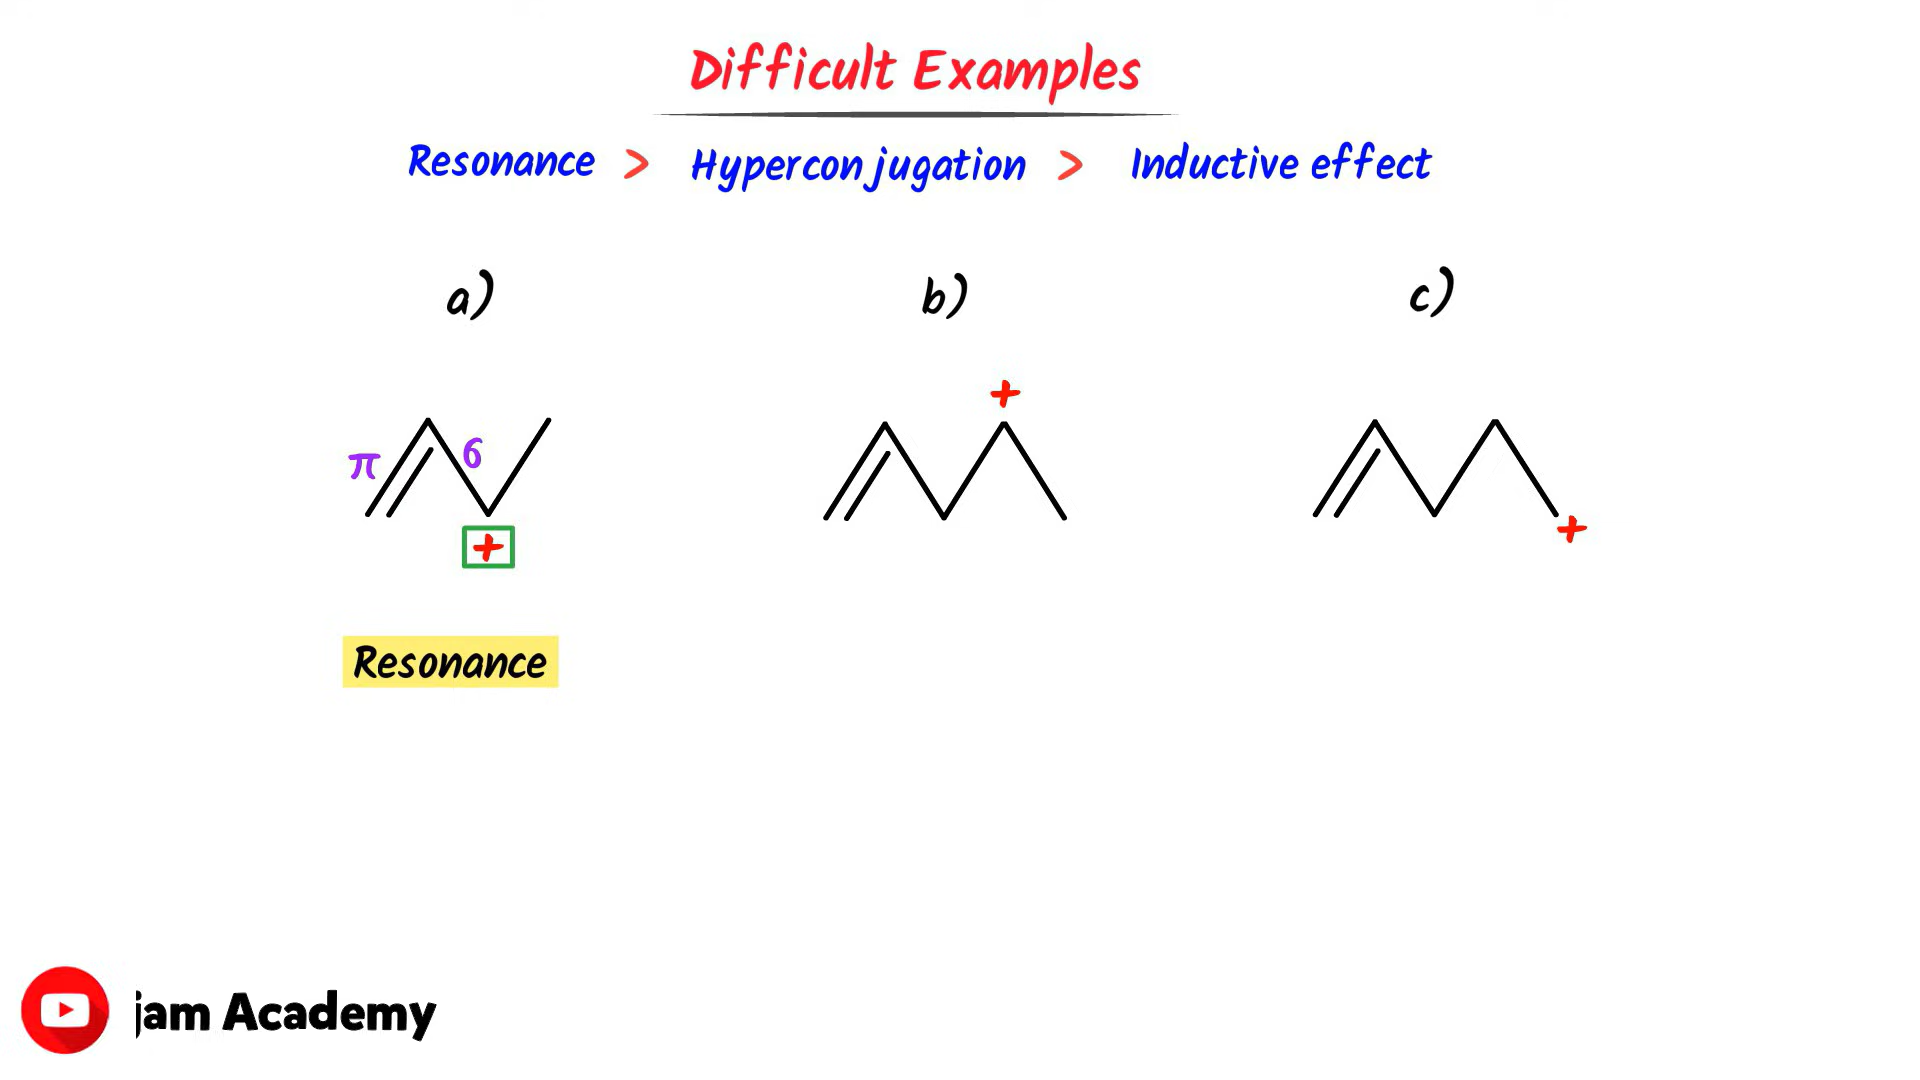 Difficult Examples
Resonance > Hyperconjugation > Inductive effect
a) b) c)
+
π 6
+
+
Resonance
jam Academy